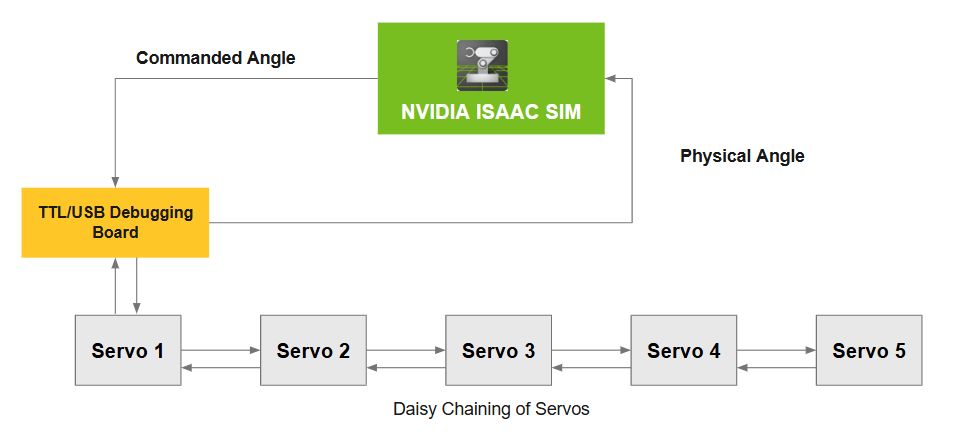 Commanded Angle
NVIDIA ISAAC SIM
Physical Angle
TTL/USB Debugging
Board
Servo 1
Servo 2
Servo 3
Servo 4
Servo 5
Daisy Chaining of Servos